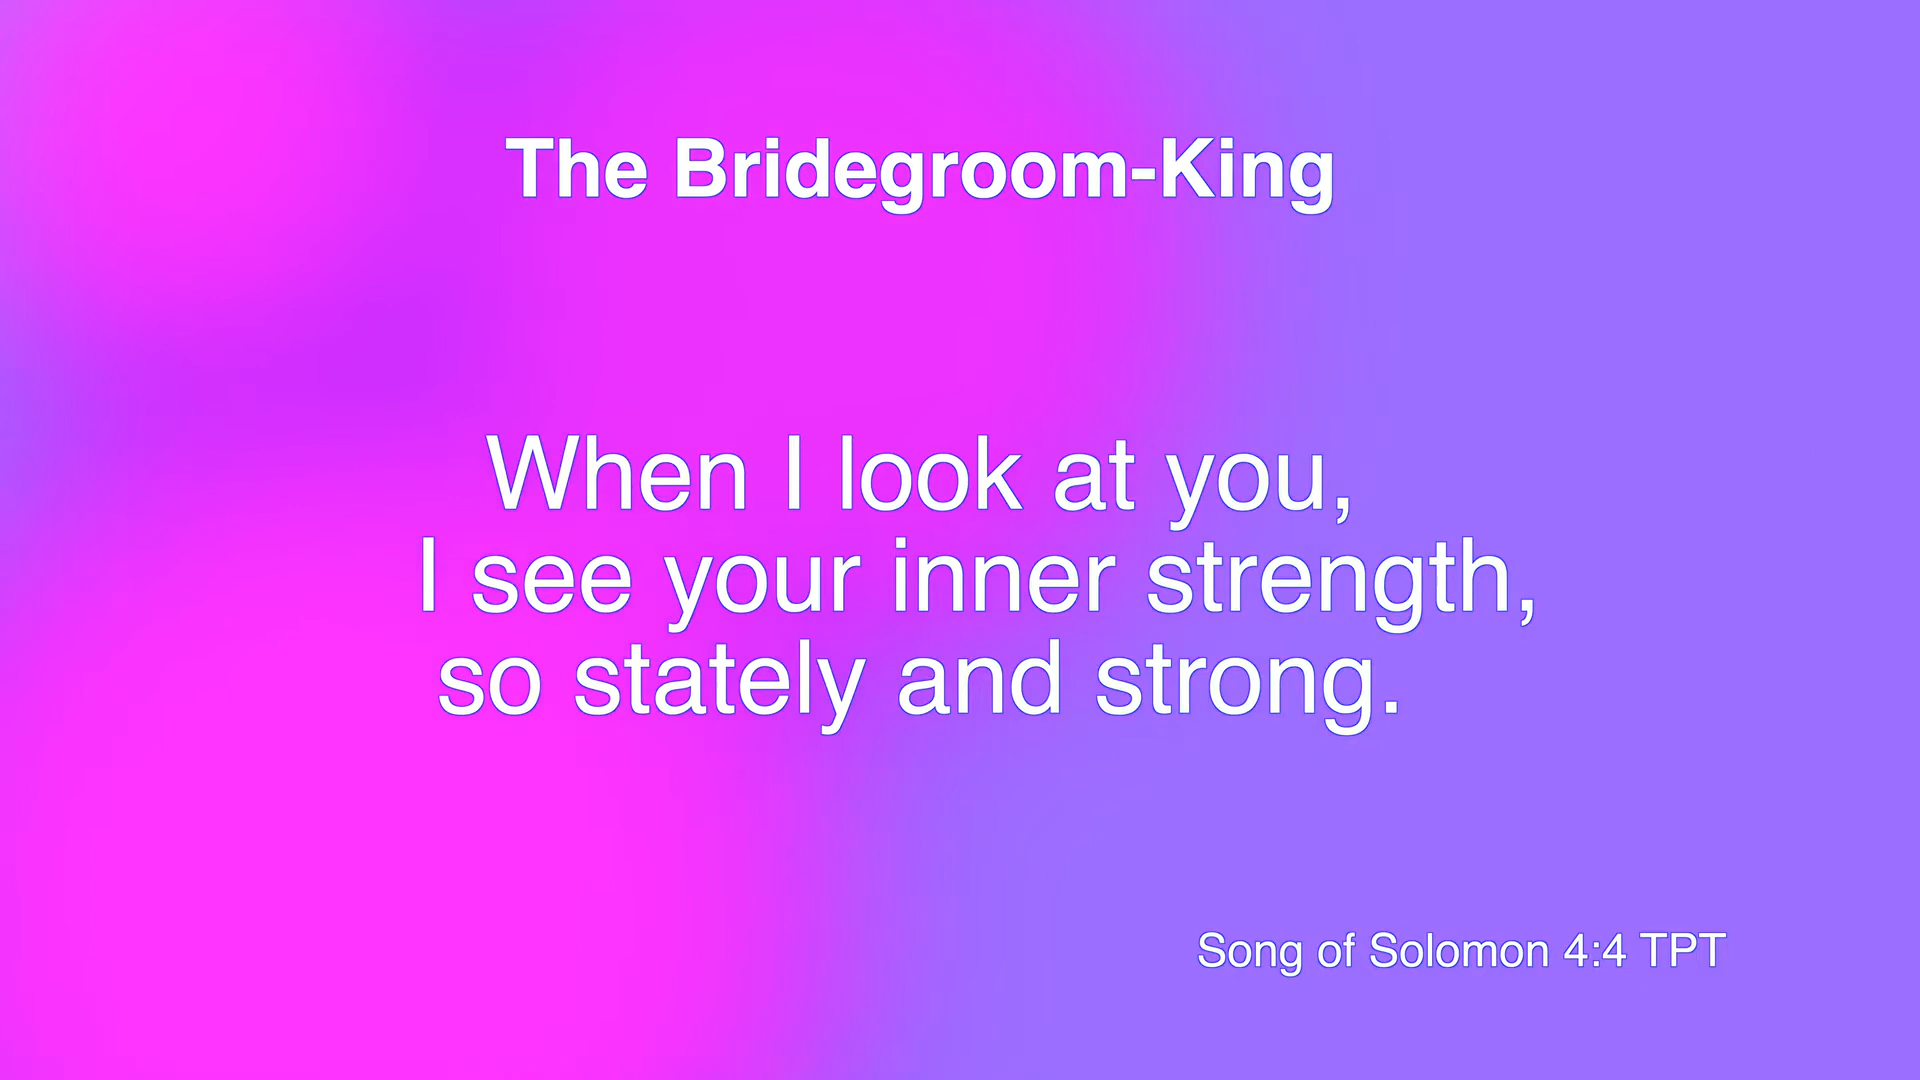 The Bridegroom-King
When I look at you,
I see your inner strength,
so stately and strong.
Song of Solomon 4:4 TPT